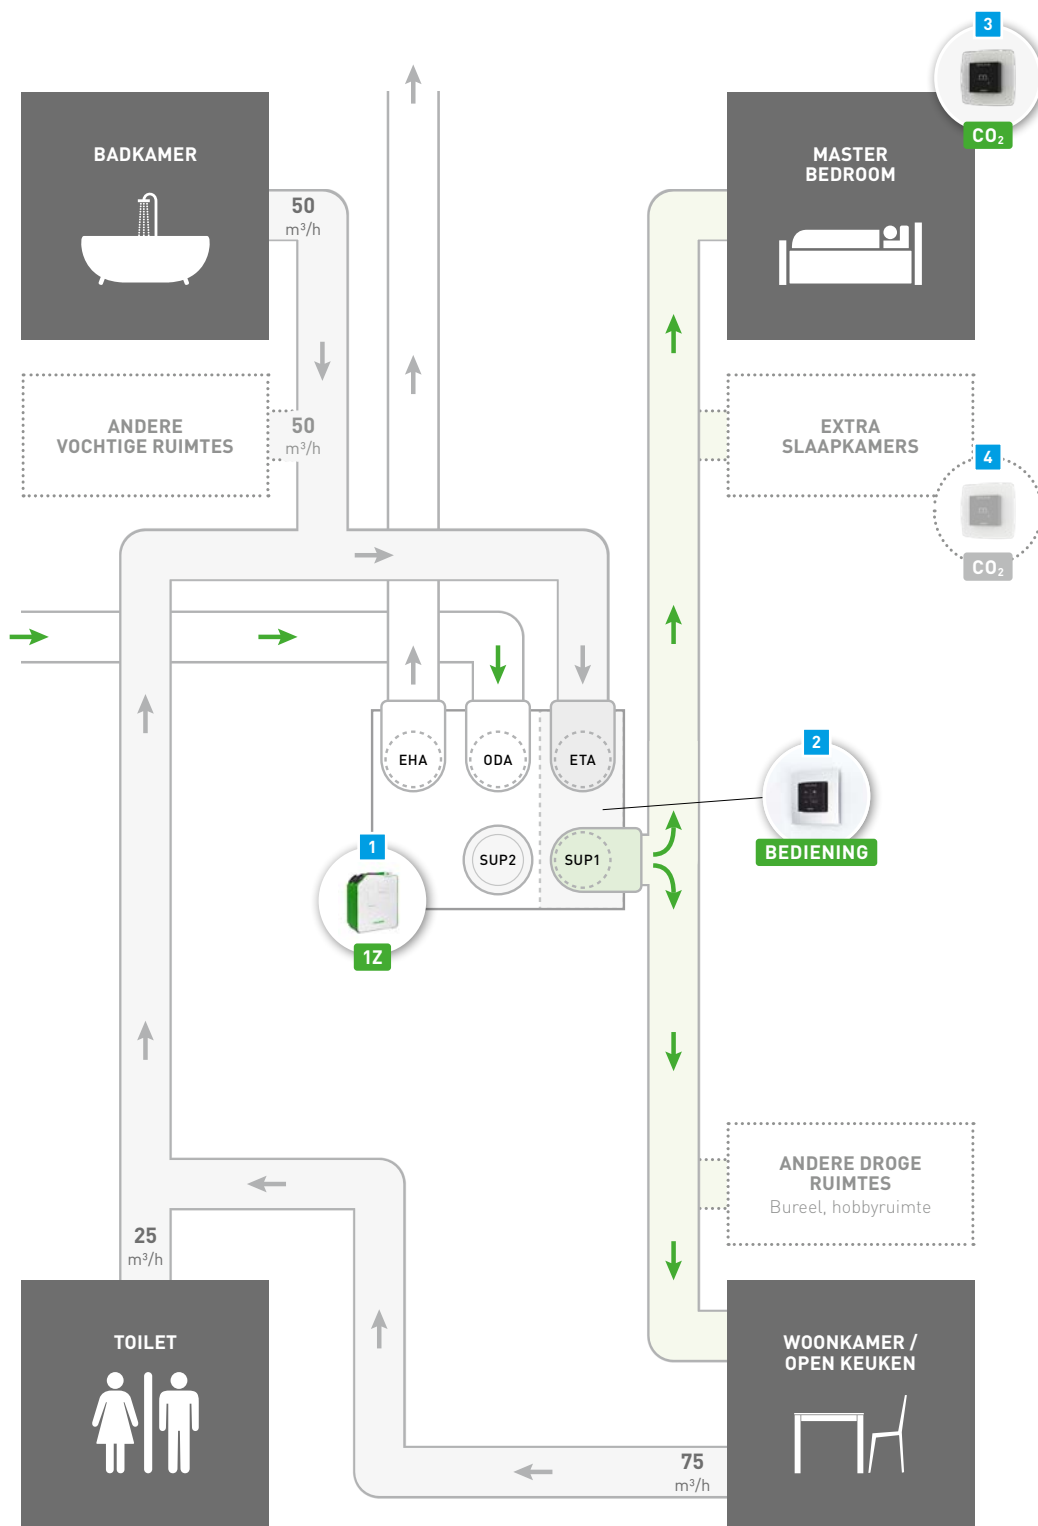 3
CO₂
BADKAMER
MASTER
BEDROOM
50
m³/h
ANDERE
VOCHTIGE RUIMTES
50
m³/h
EXTRA
SLAAPKAMERS
4
CO₂
EHA
ODA
ETA
2
BEDIENING
SUP2
SUP1
1
1Z
ANDERE DROGE
RUIMTES
Bureel, hobbyruimte
25
m³/h
TOILET
WOONKAMER /
OPEN KEUKEN
75
m³/h